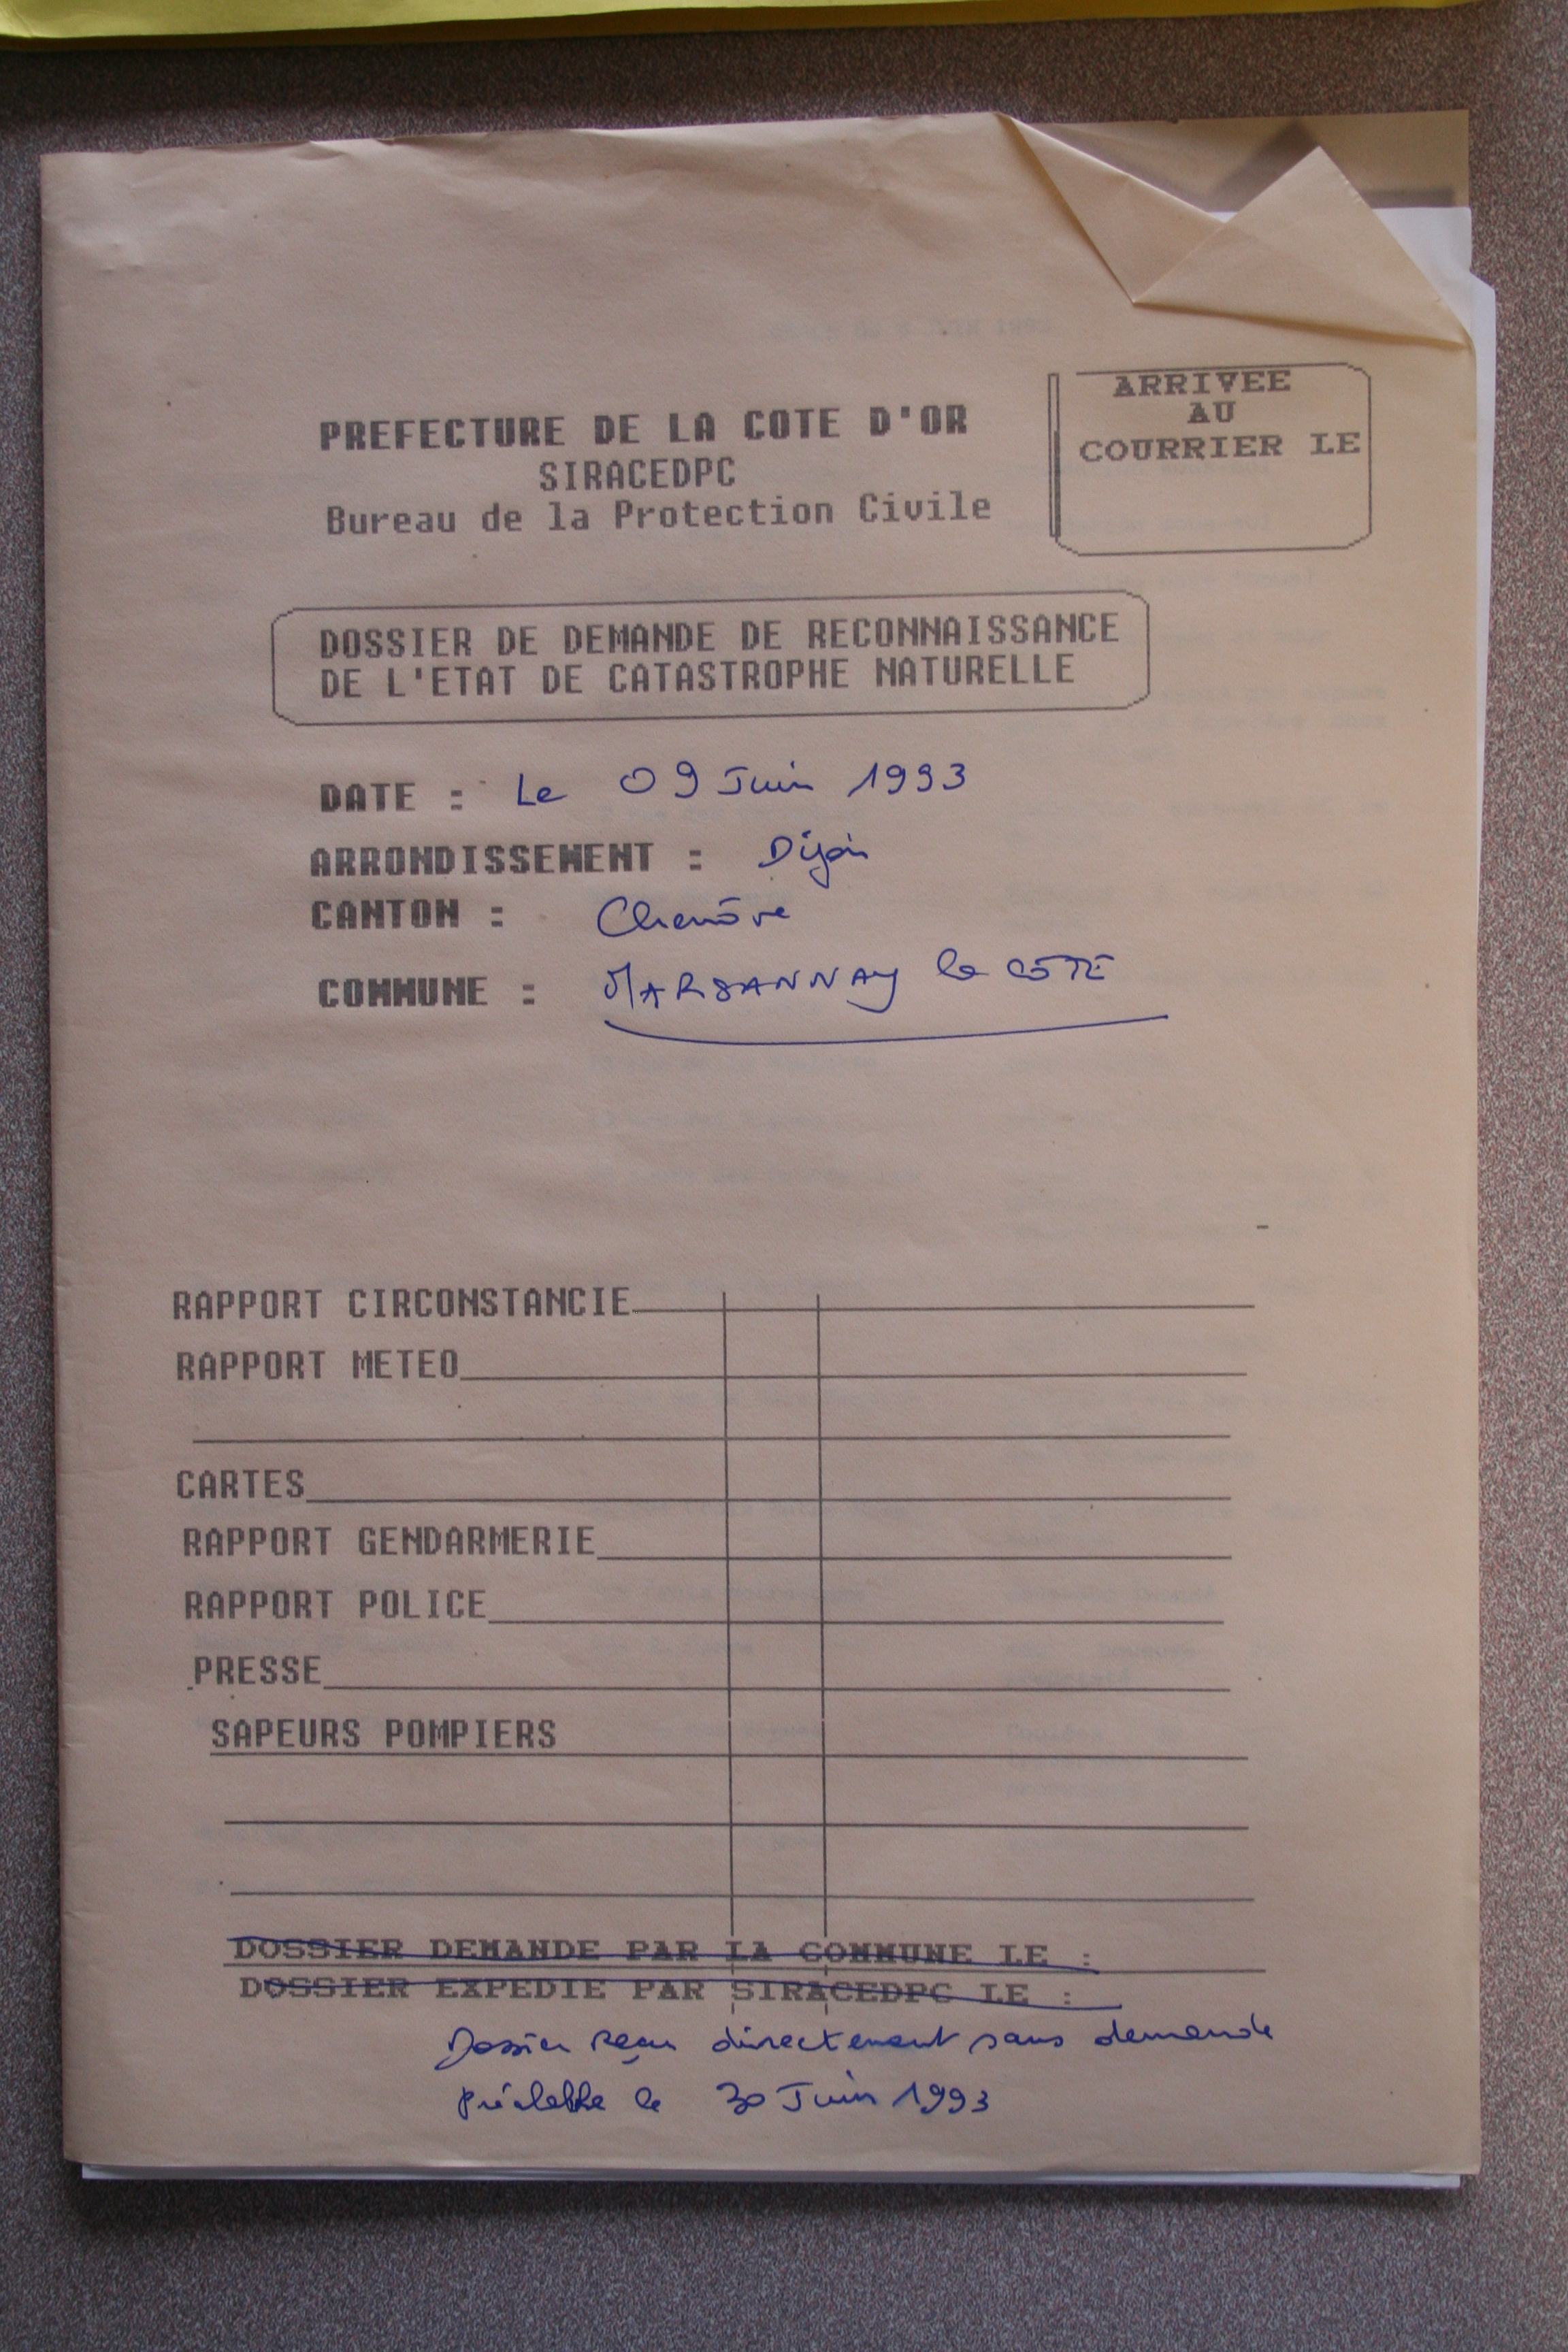 PREFECTURE DE LA COTE D'OR
SIRACEDPC
Bureau de la Protection Civile
ARRIVEE
AU
COURRIER LE
DOSSIER DE DEMANDE DE RECONNAISSANCE
DE L'ETAT DE CATASTROPHE NATURELLE
DATE : Le 09 Juin 1993
ARRONDISSEMENT : Dijon
CANTON : Chenôve
COMMUNE : MARSANNAY la CÔTE
RAPPORT CIRCONSTANCIE
RAPPORT METEO
CARTES
RAPPORT GENDARMERIE
RAPPORT POLICE
PRESSE
SAPEURS POMPIERS
DOSSIER DEMANDE PAR LA COMMUNE LE :
DOSSIER EXPEDIE PAR SIRACEDPC LE :
Dossier reçu directement sans demande
préalable le 30 Juin 1993